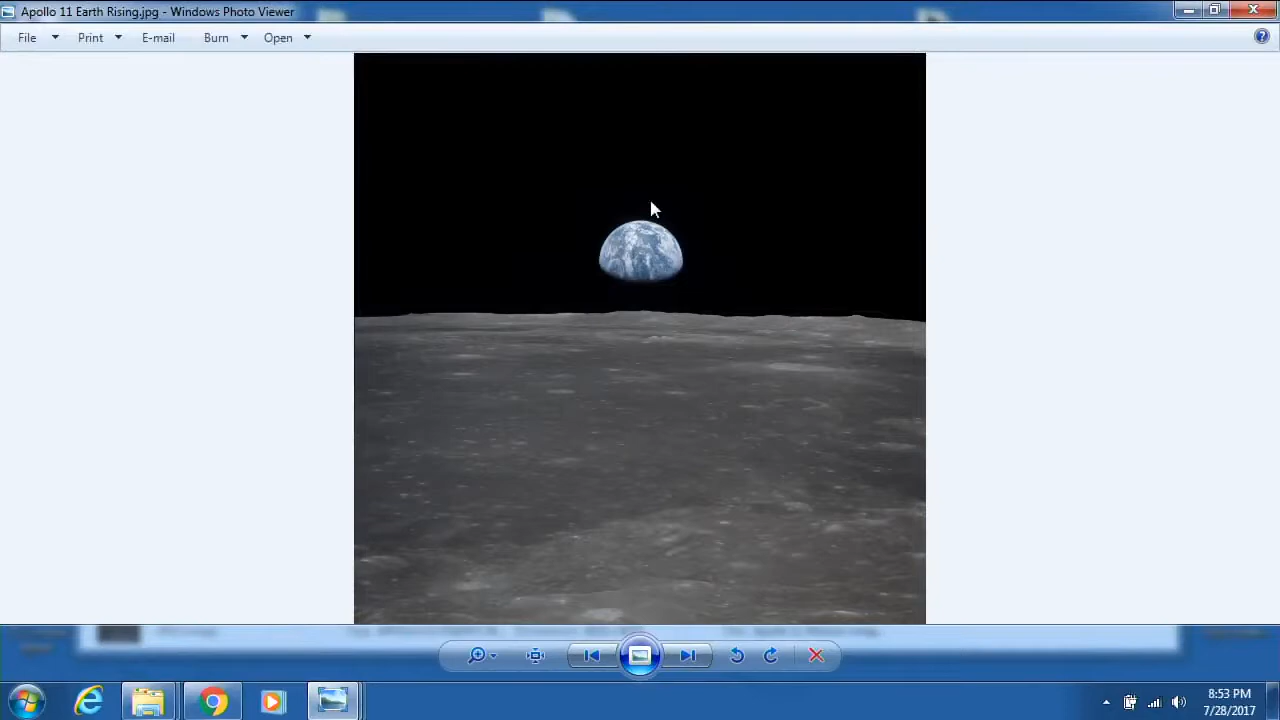 Apollo 11 Earth Rising.jpg - Windows Photo Viewer
File Print E-mail Burn Open
8:53 PM
7/28/2017